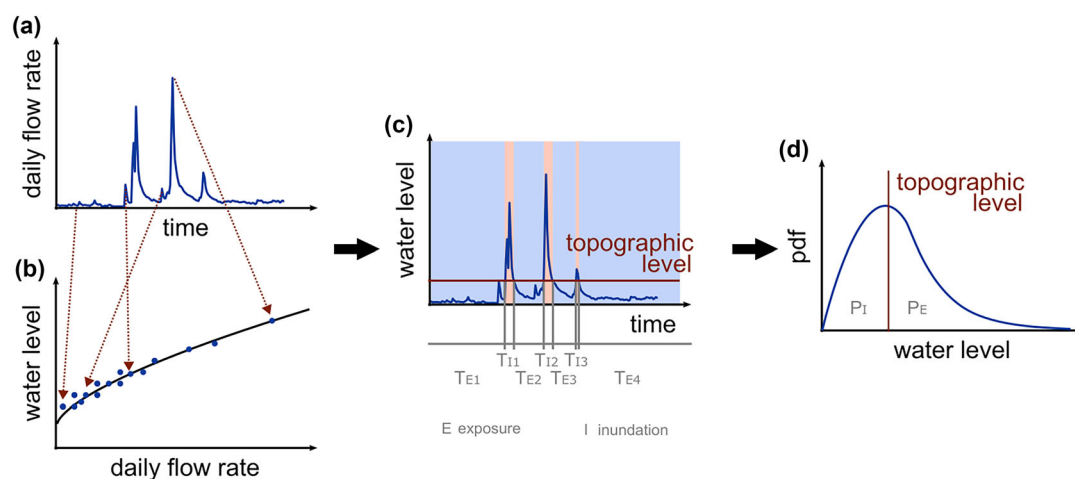 (a)
daily flow rate
time
(b)
water level
daily flow rate
(c)
water level
topographic
level
time
TI1 TI2 TI3
TE1 TE2 TE3 TE4
E exposure I inundation
(d)
pdf
topographic
level
PI PE
water level